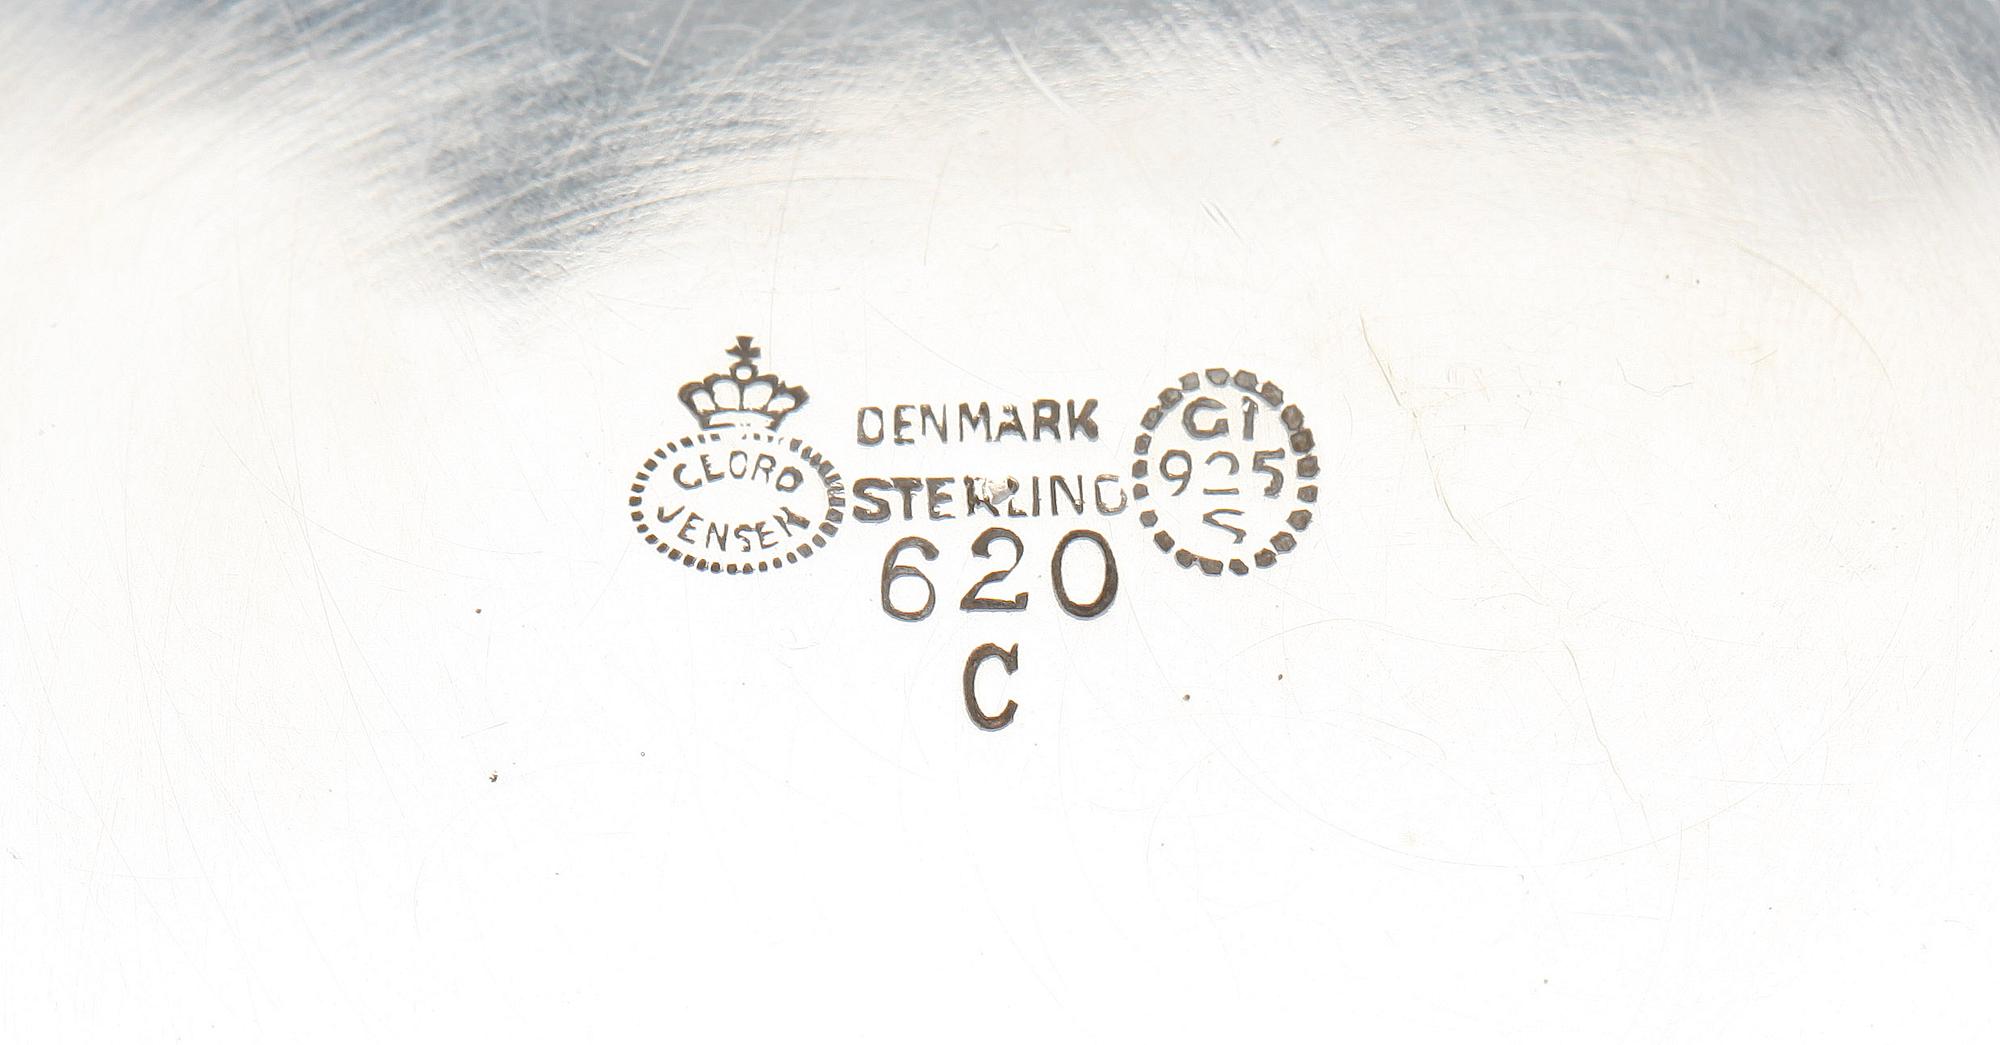 GEORG
JENSEN
DENMARK
STERLING
620
C
GI
925
S